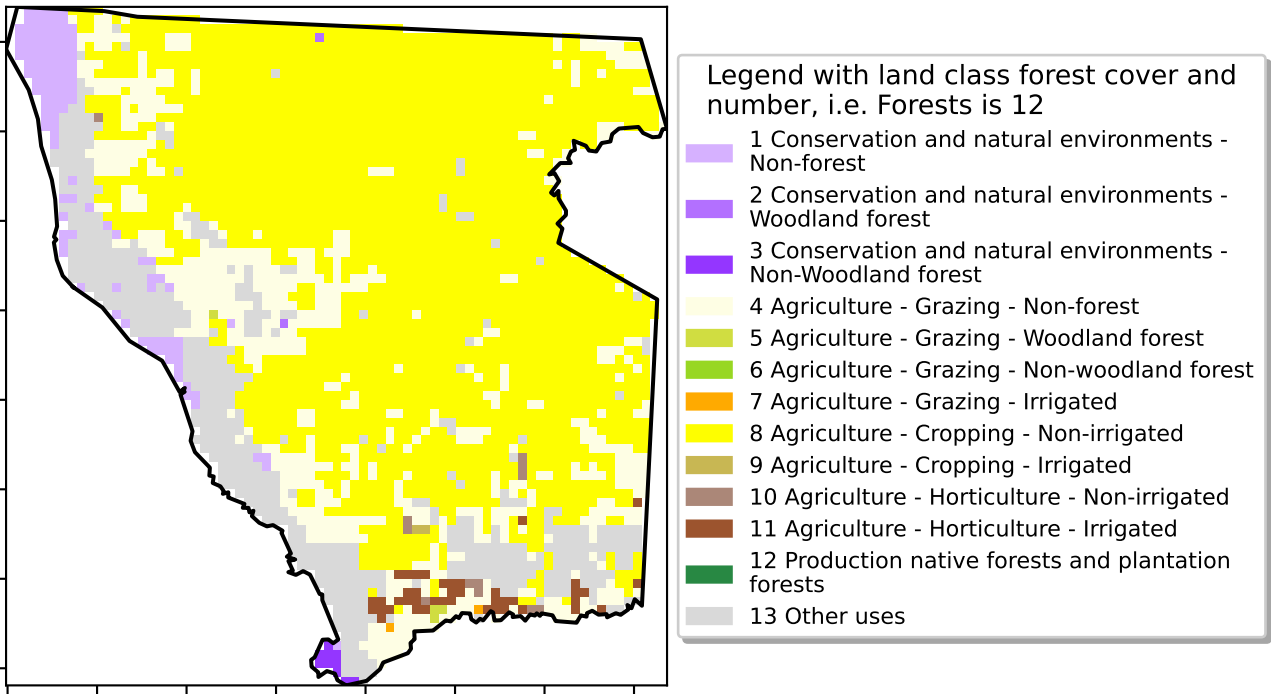 Legend with land class forest cover and
number, i.e. Forests is 12
1 Conservation and natural environments -
Non-forest
2 Conservation and natural environments -
Woodland forest
3 Conservation and natural environments -
Non-Woodland forest
4 Agriculture - Grazing - Non-forest
5 Agriculture - Grazing - Woodland forest
6 Agriculture - Grazing - Non-woodland forest
7 Agriculture - Grazing - Irrigated
8 Agriculture - Cropping - Non-irrigated
9 Agriculture - Cropping - Irrigated
10 Agriculture - Horticulture - Non-irrigated
11 Agriculture - Horticulture - Irrigated
12 Production native forests and plantation
forests
13 Other uses